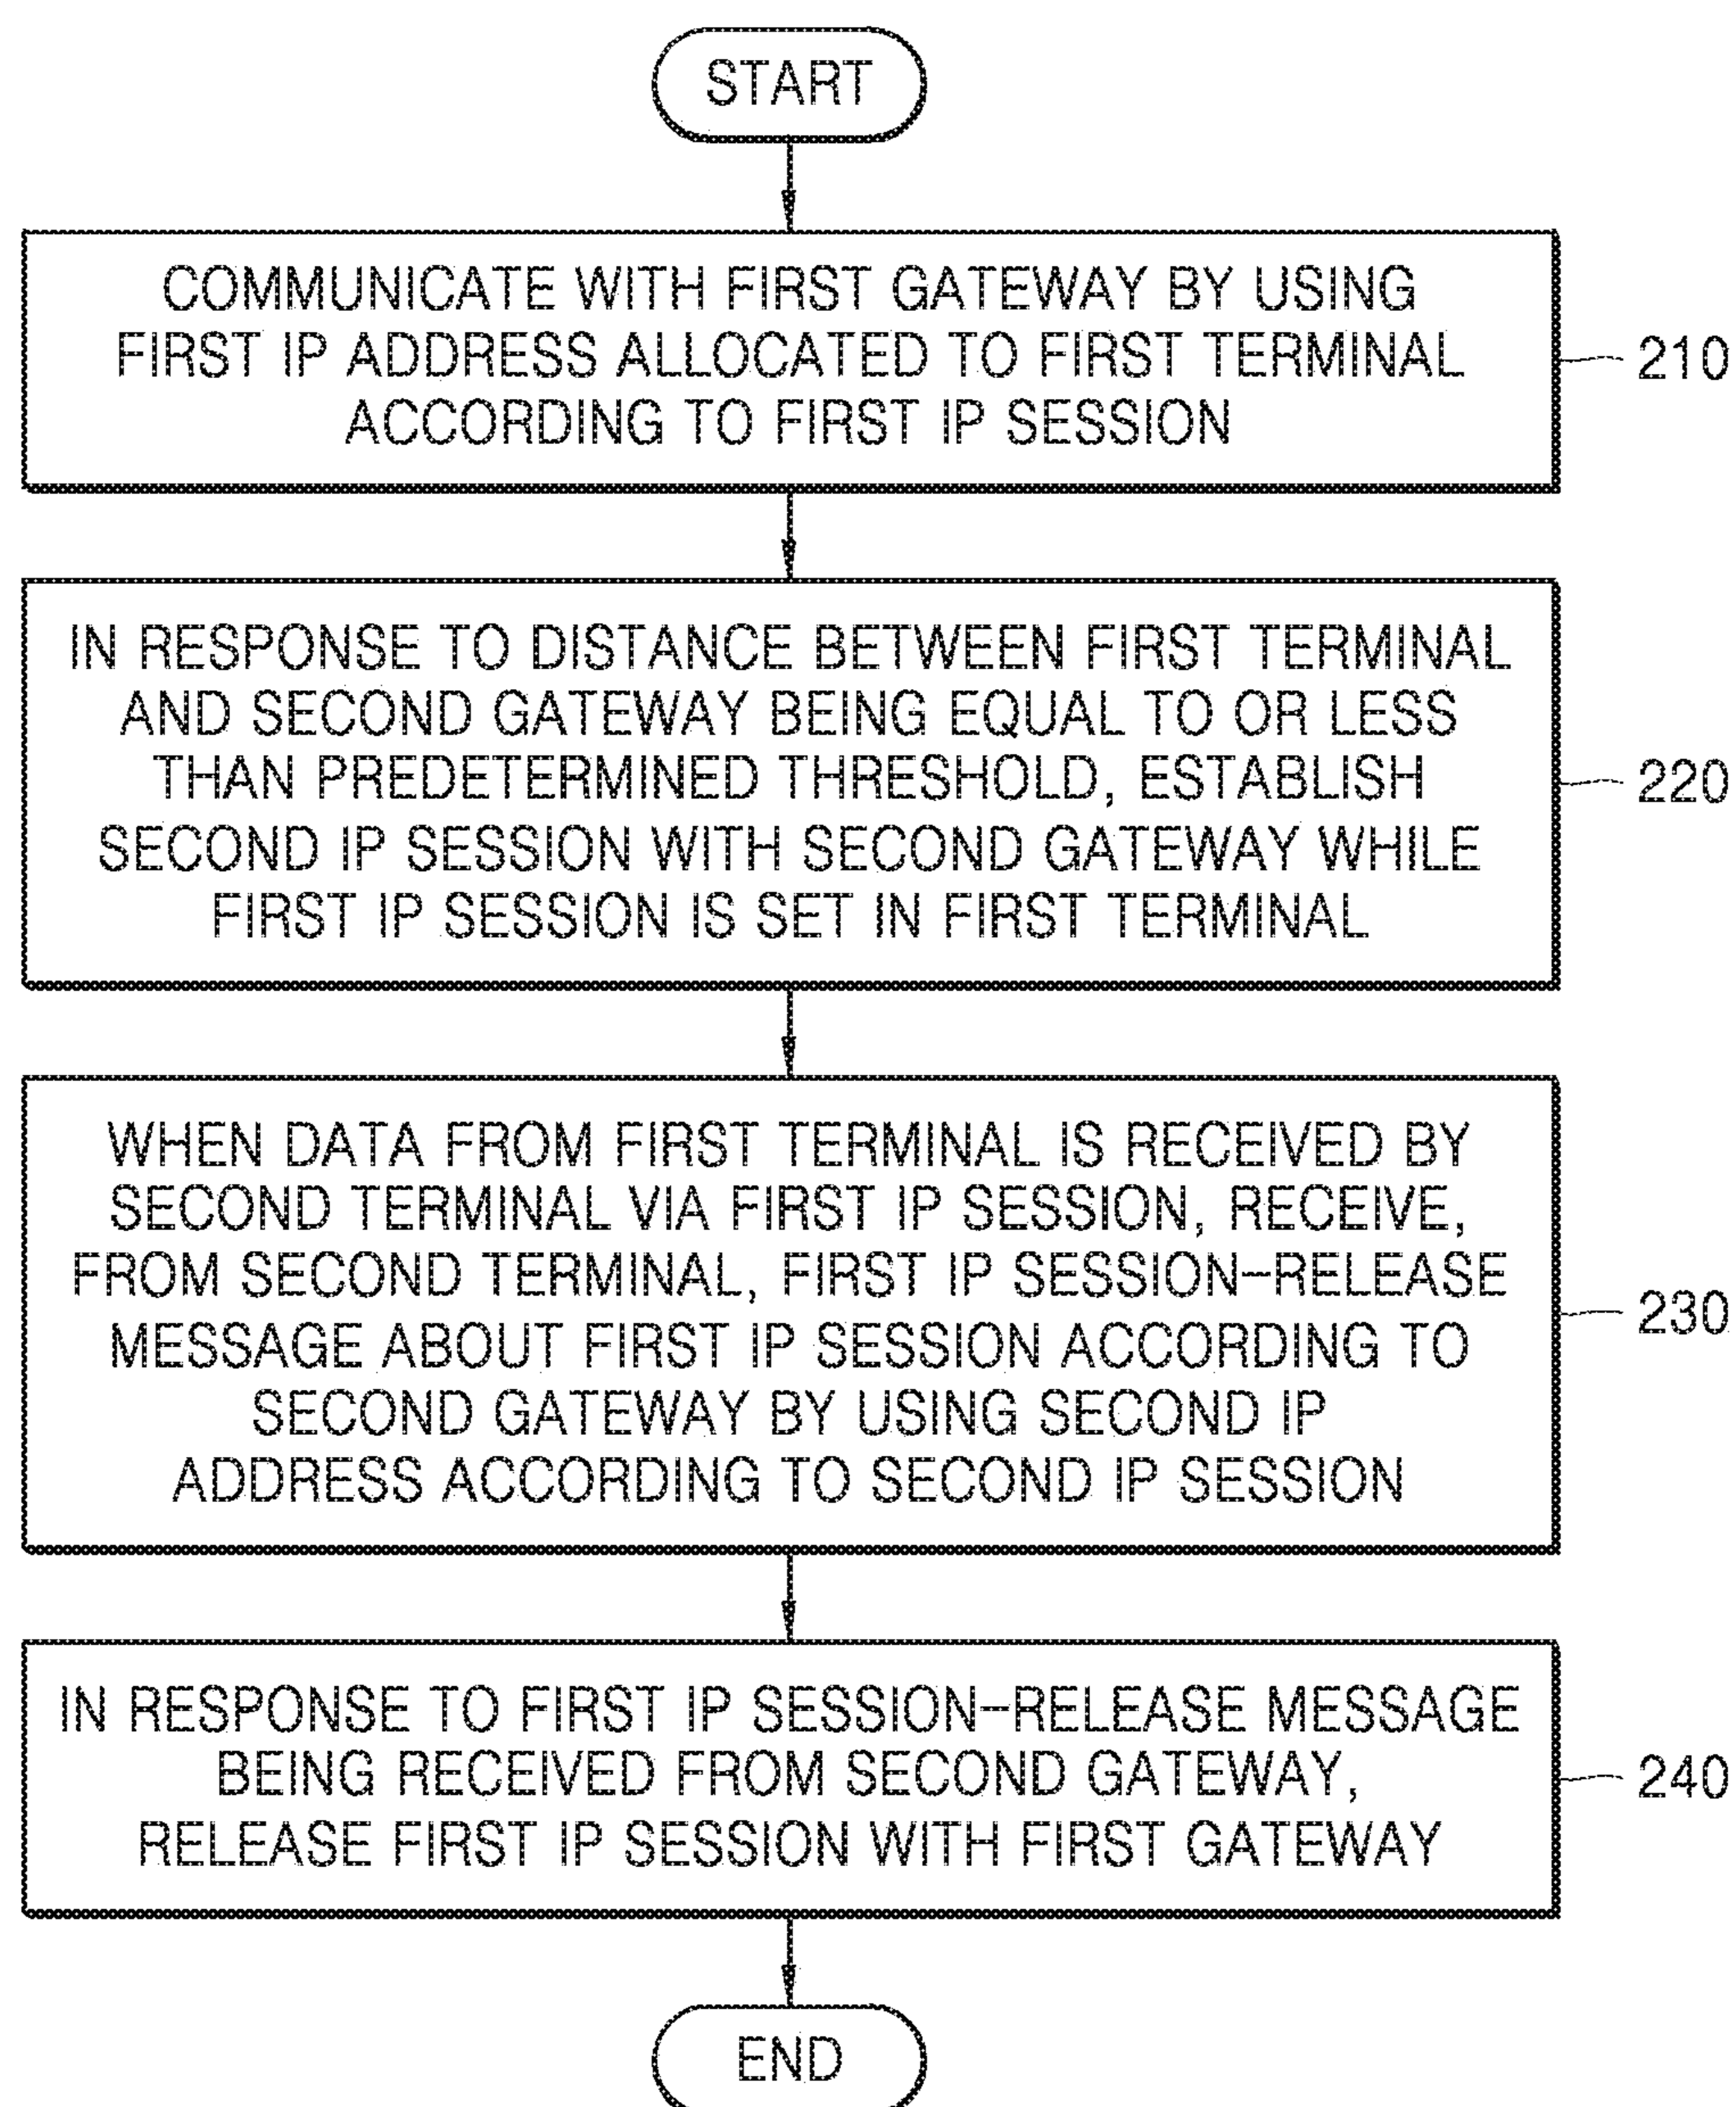 START
COMMUNICATE WITH FIRST GATEWAY BY USING
FIRST IP ADDRESS ALLOCATED TO FIRST TERMINAL
ACCORDING TO FIRST IP SESSION
210
IN RESPONSE TO DISTANCE BETWEEN FIRST TERMINAL
AND SECOND GATEWAY BEING EQUAL TO OR LESS
THAN PREDETERMINED THRESHOLD, ESTABLISH
SECOND IP SESSION WITH SECOND GATEWAY WHILE
FIRST IP SESSION IS SET IN FIRST TERMINAL
220
WHEN DATA FROM FIRST TERMINAL IS RECEIVED BY
SECOND TERMINAL VIA FIRST IP SESSION, RECEIVE,
FROM SECOND TERMINAL, FIRST IP SESSION-RELEASE
MESSAGE ABOUT FIRST IP SESSION ACCORDING TO
SECOND GATEWAY BY USING SECOND IP
ADDRESS ACCORDING TO SECOND IP SESSION
230
IN RESPONSE TO FIRST IP SESSION-RELEASE MESSAGE
BEING RECEIVED FROM SECOND GATEWAY,
RELEASE FIRST IP SESSION WITH FIRST GATEWAY
240
END